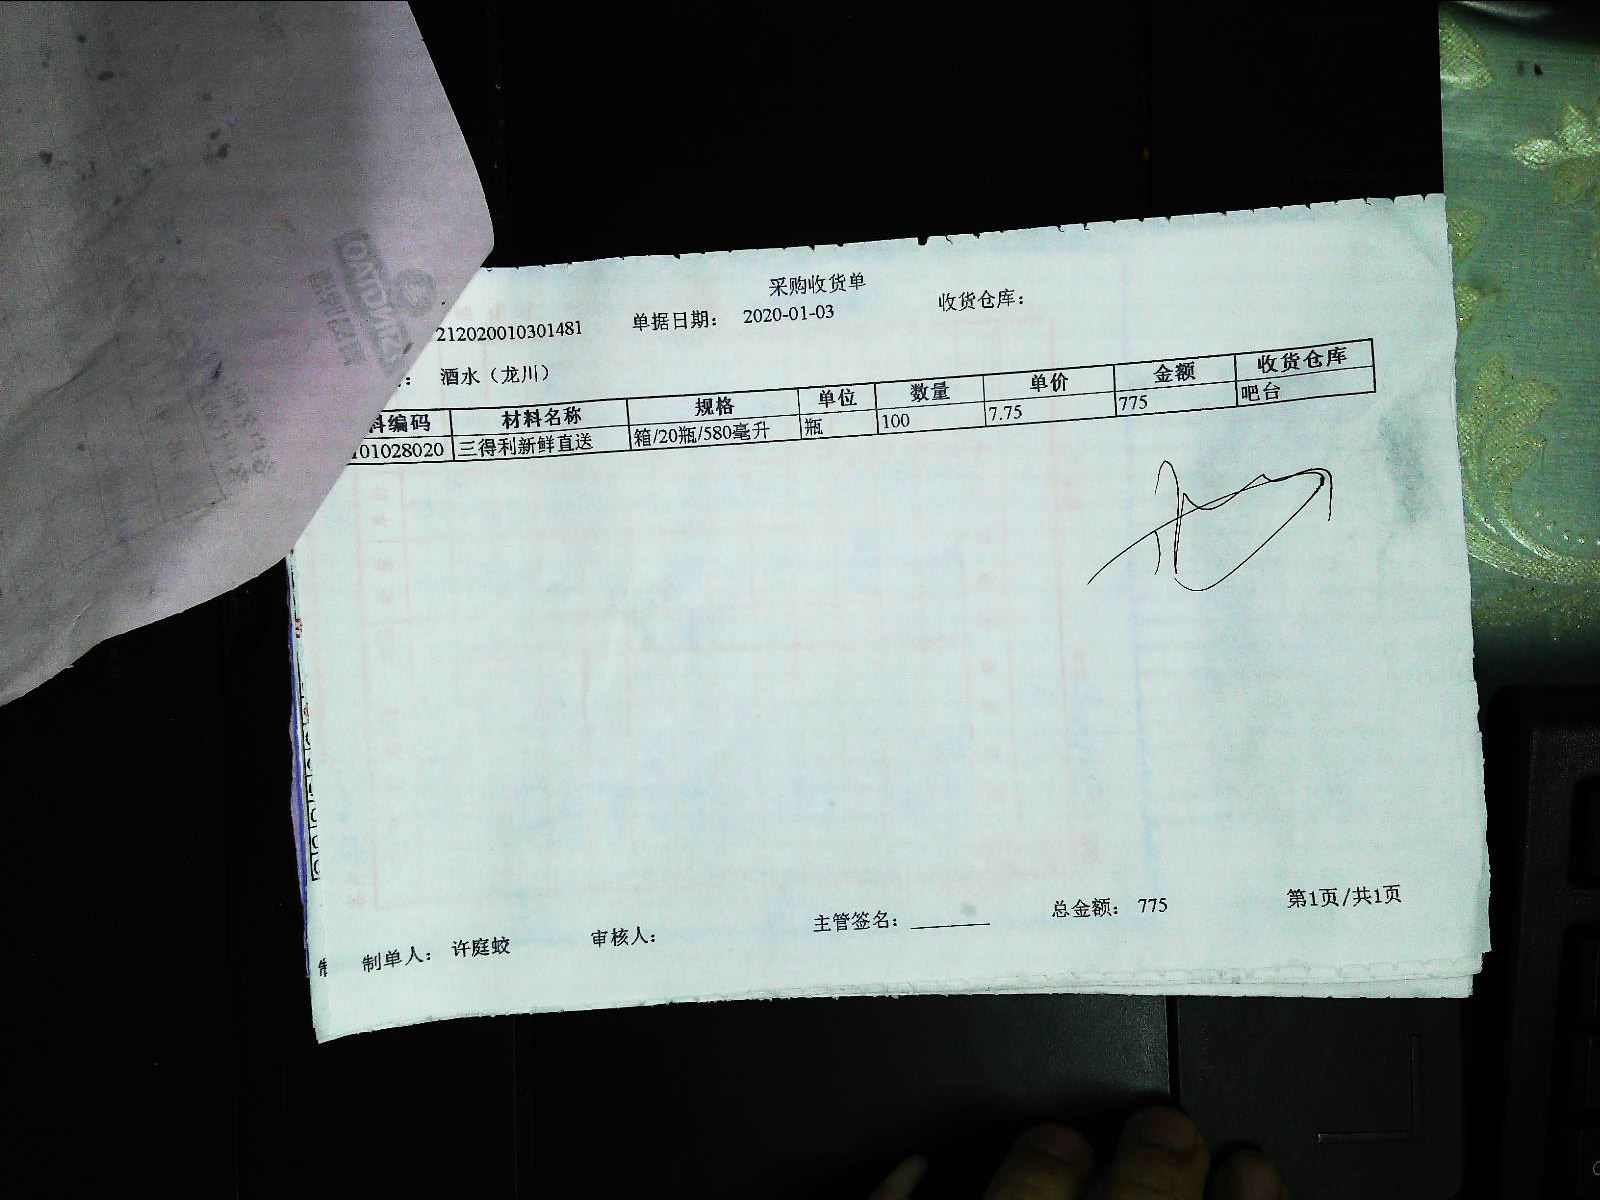 采购收货单
212020010301481 单据日期： 2020-01-03 收货仓库：
： 酒水（龙川）
料编码 材料名称 规格 单位 数量 单价 金额 收货仓库
101028020 三得利新鲜直送 箱/20瓶/580毫升 瓶 100 7.75 775 吧台
制单人： 许庭蛟 审核人： 主管签名： 总金额： 775 第1页/共1页